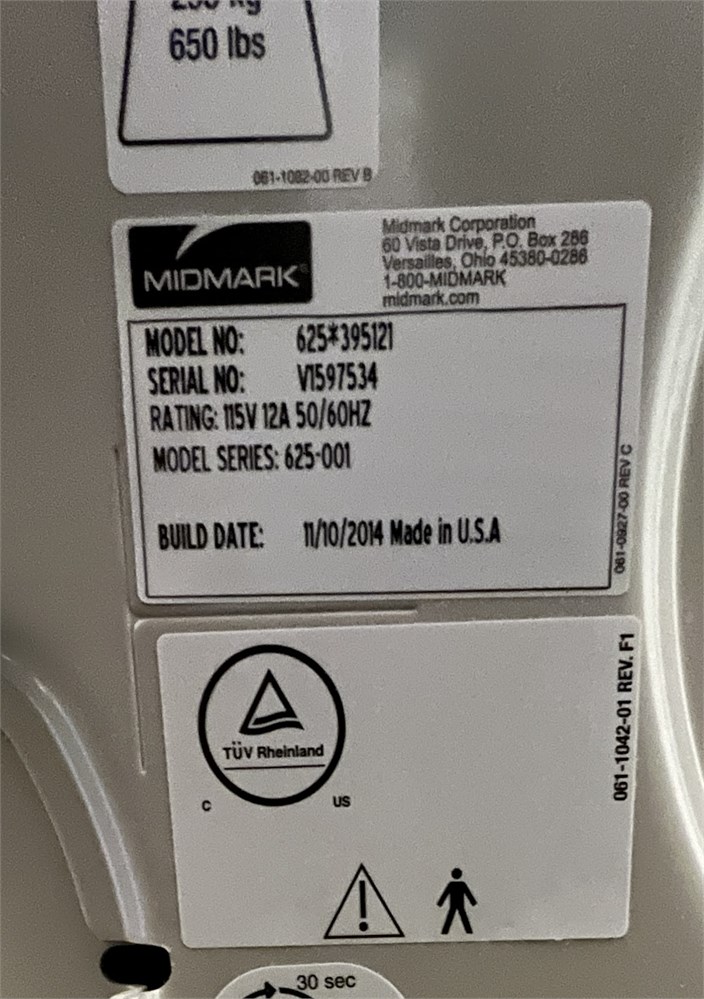 650 lbs
061-1082-00 REV B
MIDMARK
Midmark Corporation
60 Vista Drive, P.O. Box 286
Versailles, Ohio 45380-0286
1-800-MIDMARK
midmark.com
MODEL NO: 625*395121
SERIAL NO: V1597534
RATING: 115V 12A 50/60HZ
MODEL SERIES: 625-001
BUILD DATE: 11/10/2014 Made in U.S.A
061-0927-00 REV C
TÜV Rheinland
C US
061-1042-01 REV. F1
30 sec